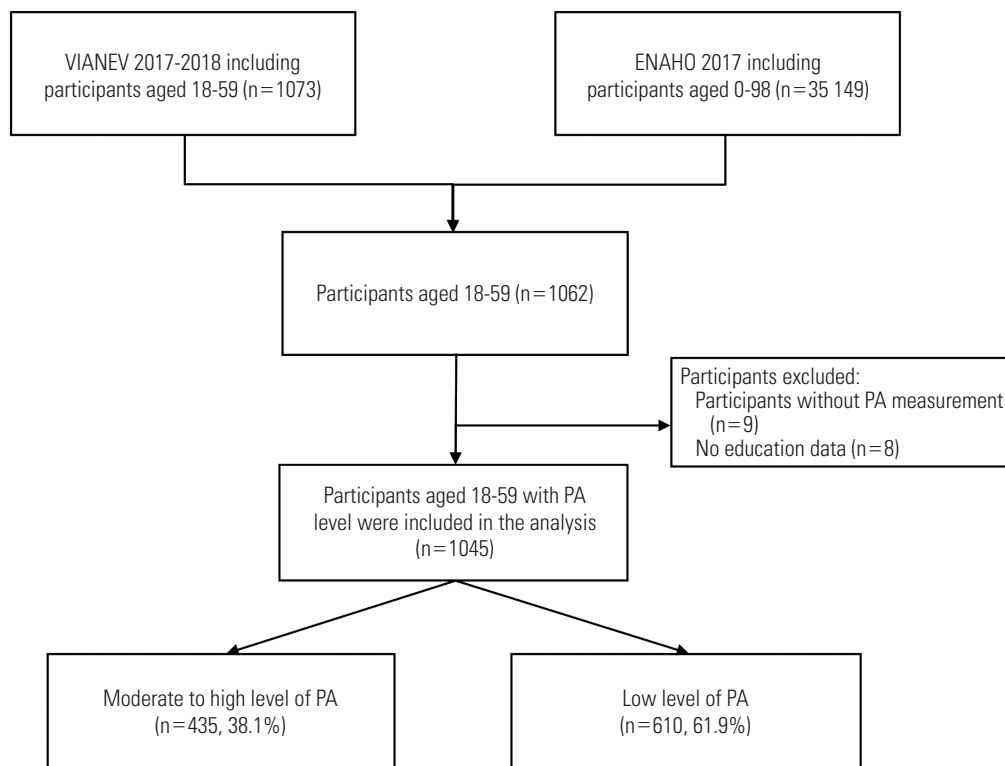 VIANEV 2017-2018 including
participants aged 18-59 (n=1073)
ENAHO 2017 including
participants aged 0-98 (n=35 149)
Participants aged 18-59 (n=1062)
Participants excluded:
Participants without PA measurement
(n=9)
No education data (n=8)
Participants aged 18-59 with PA
level were included in the analysis
(n=1045)
Moderate to high level of PA
(n=435, 38.1%)
Low level of PA
(n=610, 61.9%)